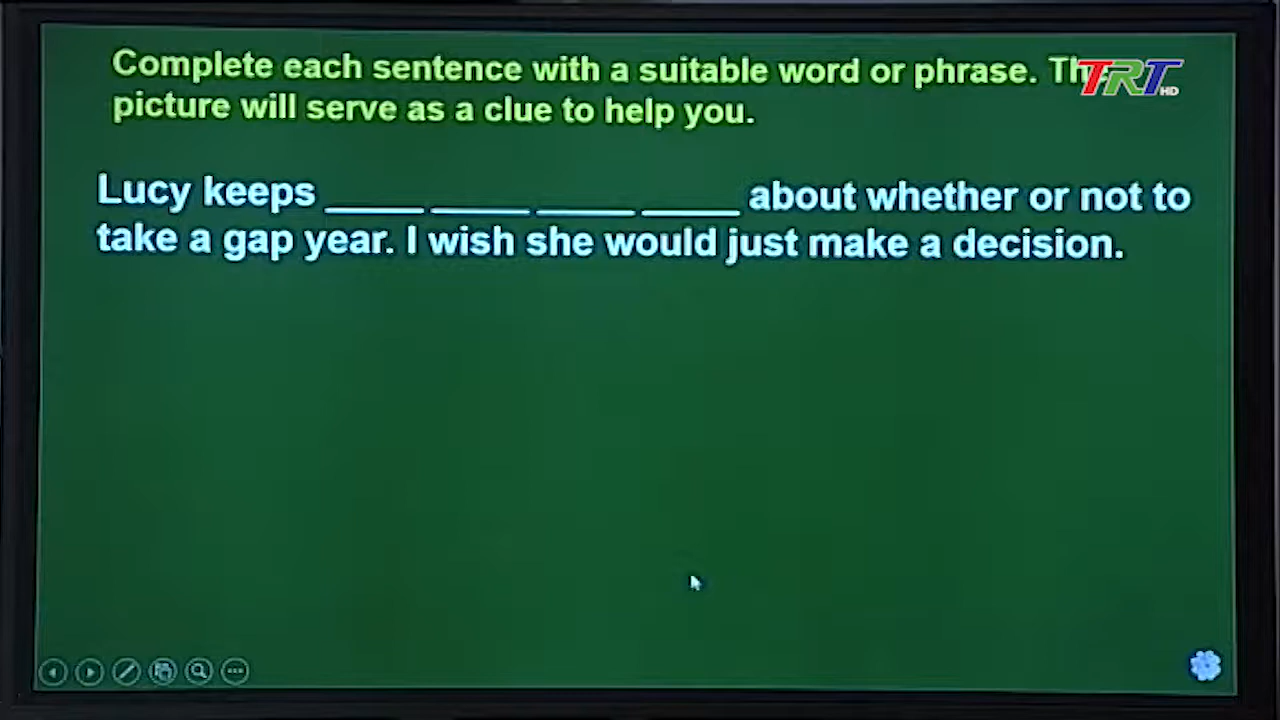 Complete each sentence with a suitable word or phrase. The
TRT HD
picture will serve as a clue to help you.
Lucy keeps _____ _____ _____ _____ about whether or not to
take a gap year. I wish she would just make a decision.